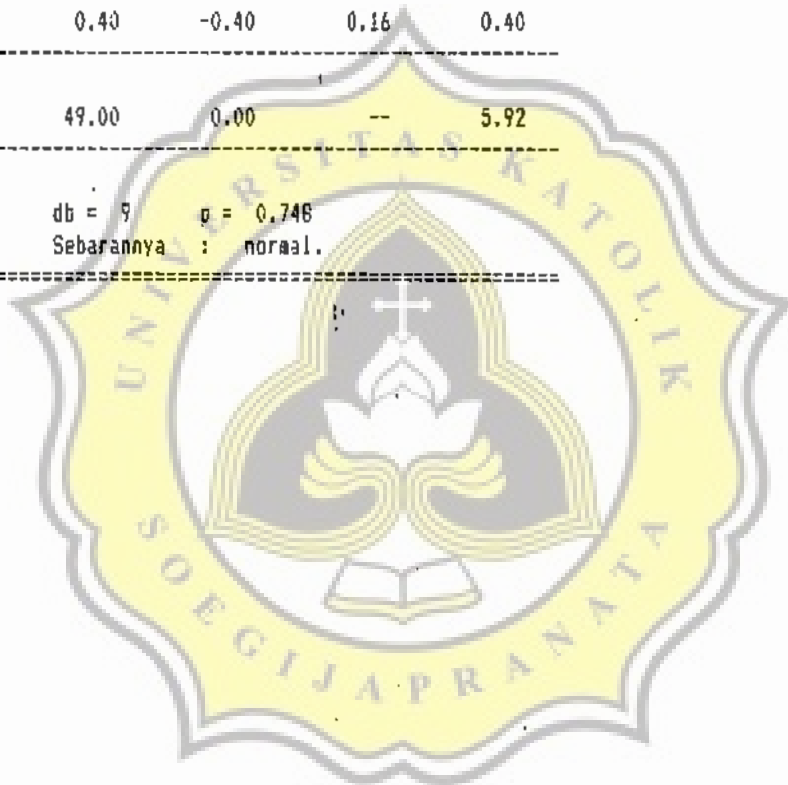 0.40 -0.40 0.16 0.40
49.00 0.00 -- 5.92
db = 9 p = 0.748
Sebarannya : normal.
UNIVERSITAS KATOLIK
SOEGIJAPRANATA